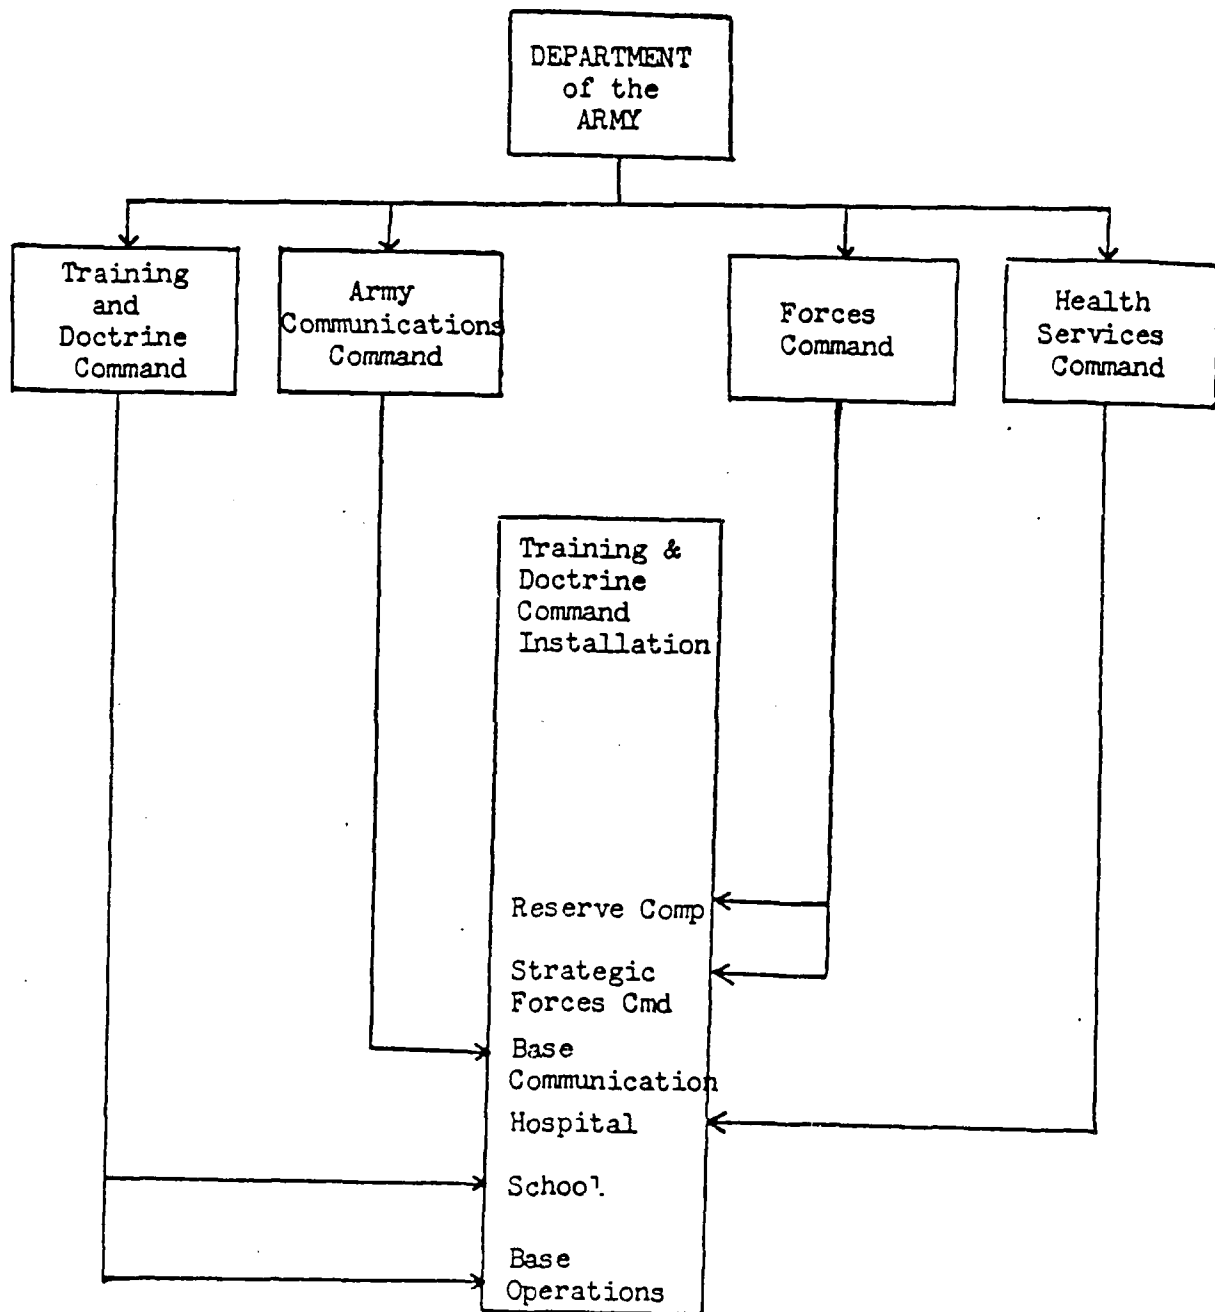 DEPARTMENT
of the
ARMY
Training
and
Doctrine
Command
Army
Communications
Command
Forces
Command
Health
Services
Command
Training &
Doctrine
Command
Installation
Reserve Comp
Strategic
Forces Cmd
Base
Communication
Hospital
School
Base
Operations